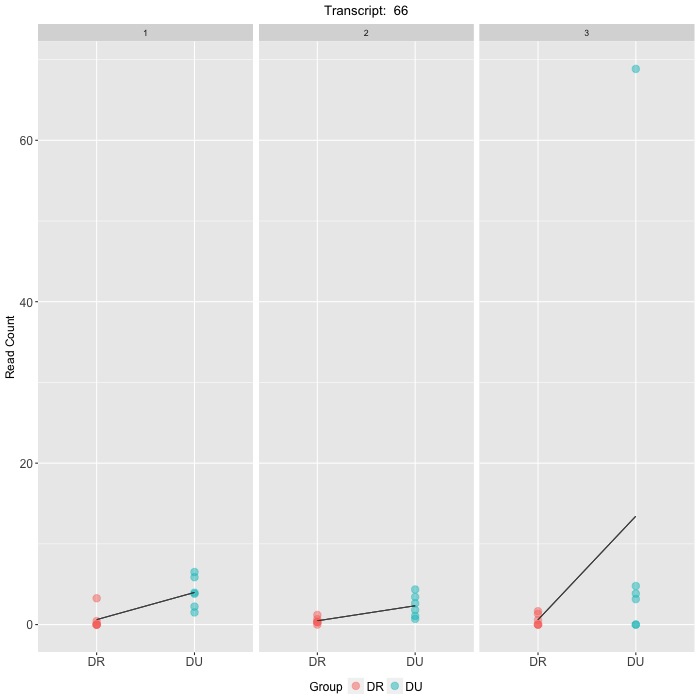 Transcript:  66
1 2 3
60
40
20
0
Read Count
DR DU DR DU DR DU
Group DR DU